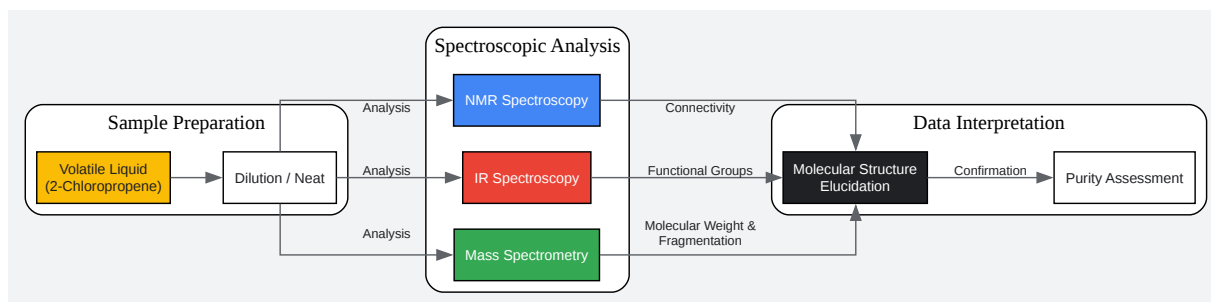 Spectroscopic Analysis
Sample Preparation
Data Interpretation
Volatile Liquid
(2-Chloropropene)
Dilution / Neat
Analysis
Analysis
Analysis
NMR Spectroscopy
IR Spectroscopy
Mass Spectrometry
Connectivity
Functional Groups
Molecular Weight &
Fragmentation
Molecular Structure
Elucidation
Confirmation
Purity Assessment